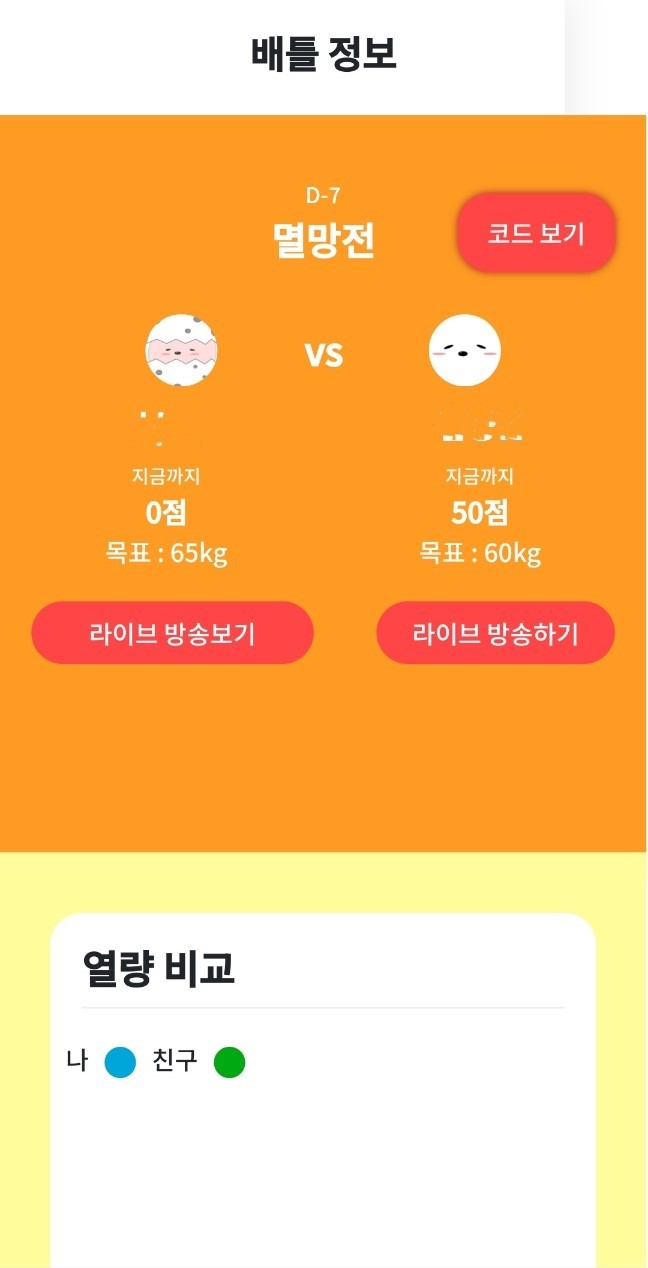 배틀 정보
D-7
멸망전
코드 보기
VS
지금까지
0점
목표 : 65kg
라이브 방송보기
지금까지
50점
목표 : 60kg
라이브 방송하기
열량 비교
나 친구